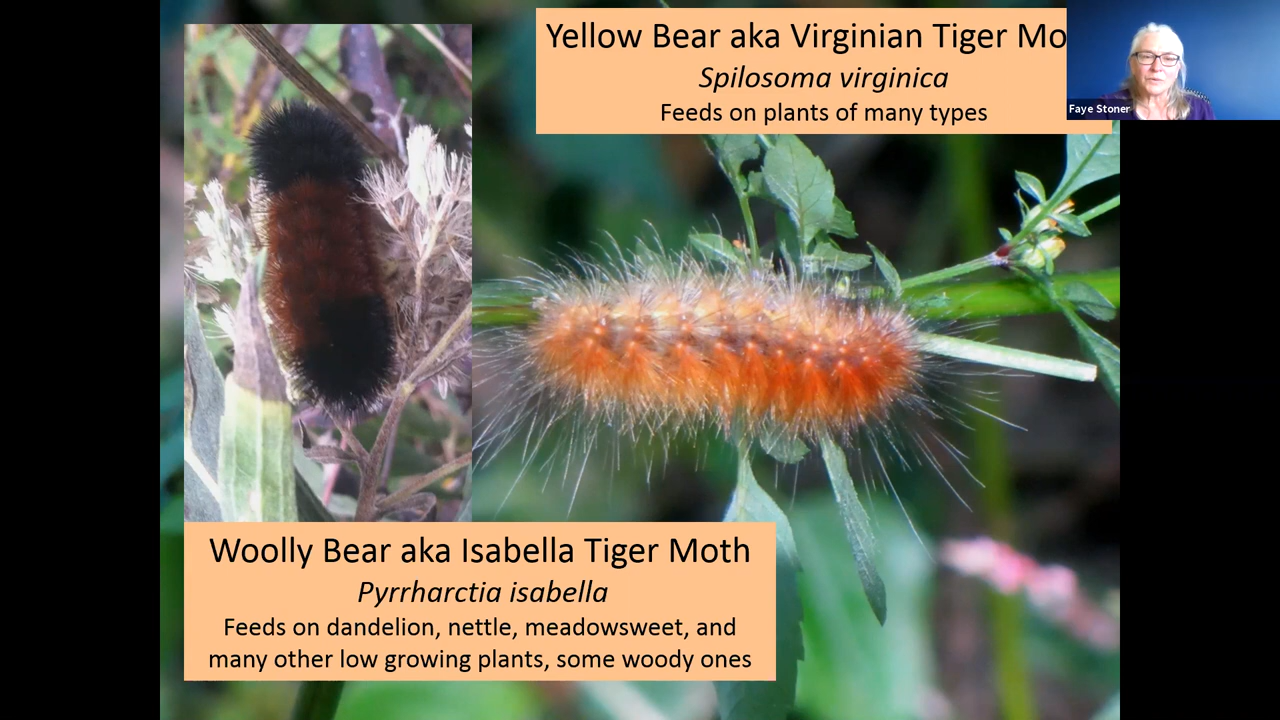 Yellow Bear aka Virginian Tiger Mo
Spilosoma virginica
Feeds on plants of many types
Faye Stoner
Woolly Bear aka Isabella Tiger Moth
Pyrrharctia isabella
Feeds on dandelion, nettle, meadowsweet, and
many other low growing plants, some woody ones